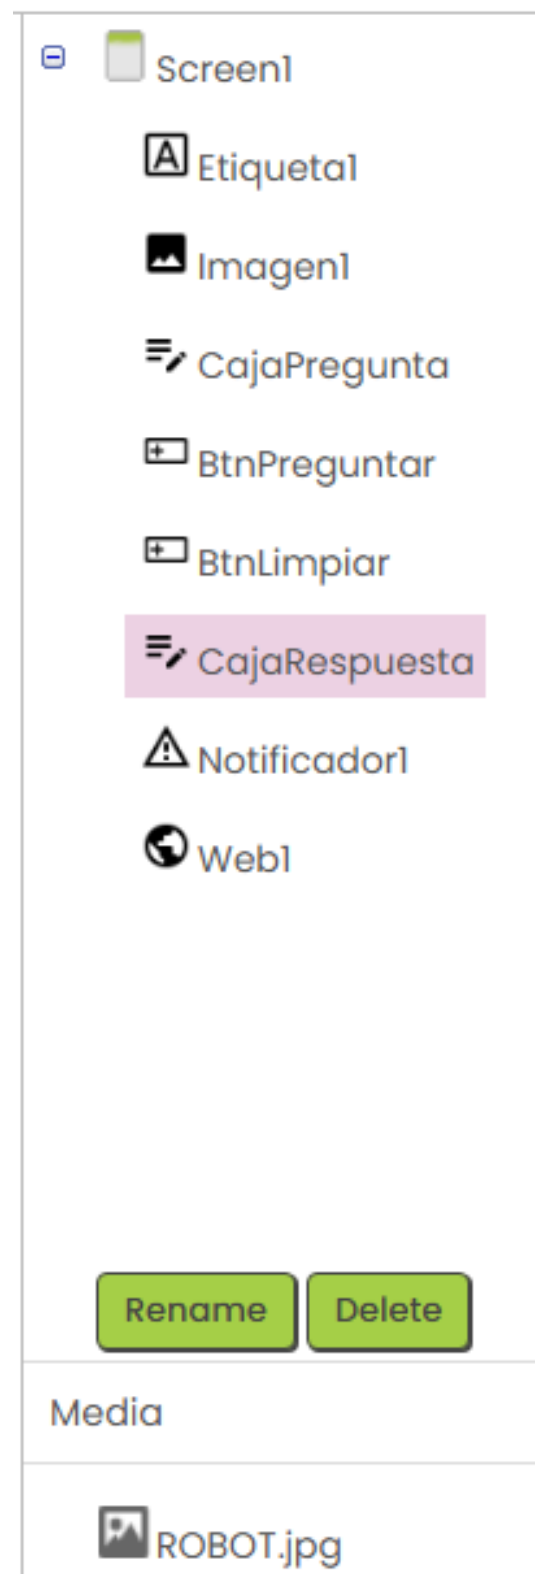 Screen1
Etiqueta1
Imagen1
CajaPregunta
BtnPreguntar
BtnLimpiar
CajaRespuesta
Notificador1
Web1
Rename Delete
Media
ROBOT.jpg